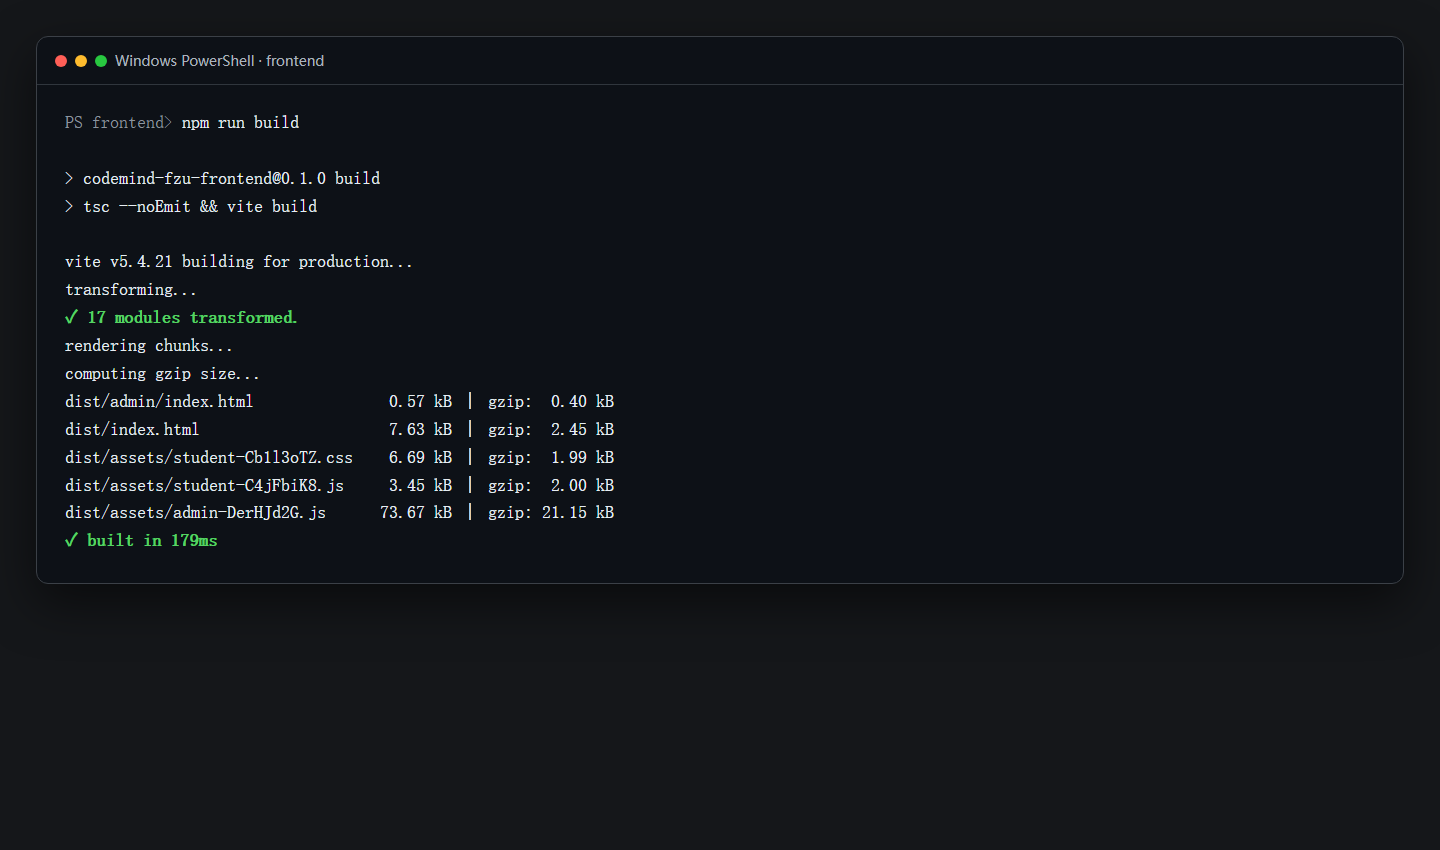 Windows PowerShell · frontend
PS frontend> npm run build
> codemind-fzu-frontend@0.1.0 build
> tsc --noEmit && vite build
vite v5.4.21 building for production...
transforming...
✓ 17 modules transformed.
rendering chunks...
computing gzip size...
dist/admin/index.html               0.57 kB │ gzip:  0.40 kB
dist/index.html                     7.63 kB │ gzip:  2.45 kB
dist/assets/student-Cb1l3oTZ.css    6.69 kB │ gzip:  1.99 kB
dist/assets/student-C4jFbiK8.js     3.45 kB │ gzip:  2.00 kB
dist/assets/admin-DerHJd2G.js      73.67 kB │ gzip: 21.15 kB
✓ built in 179ms